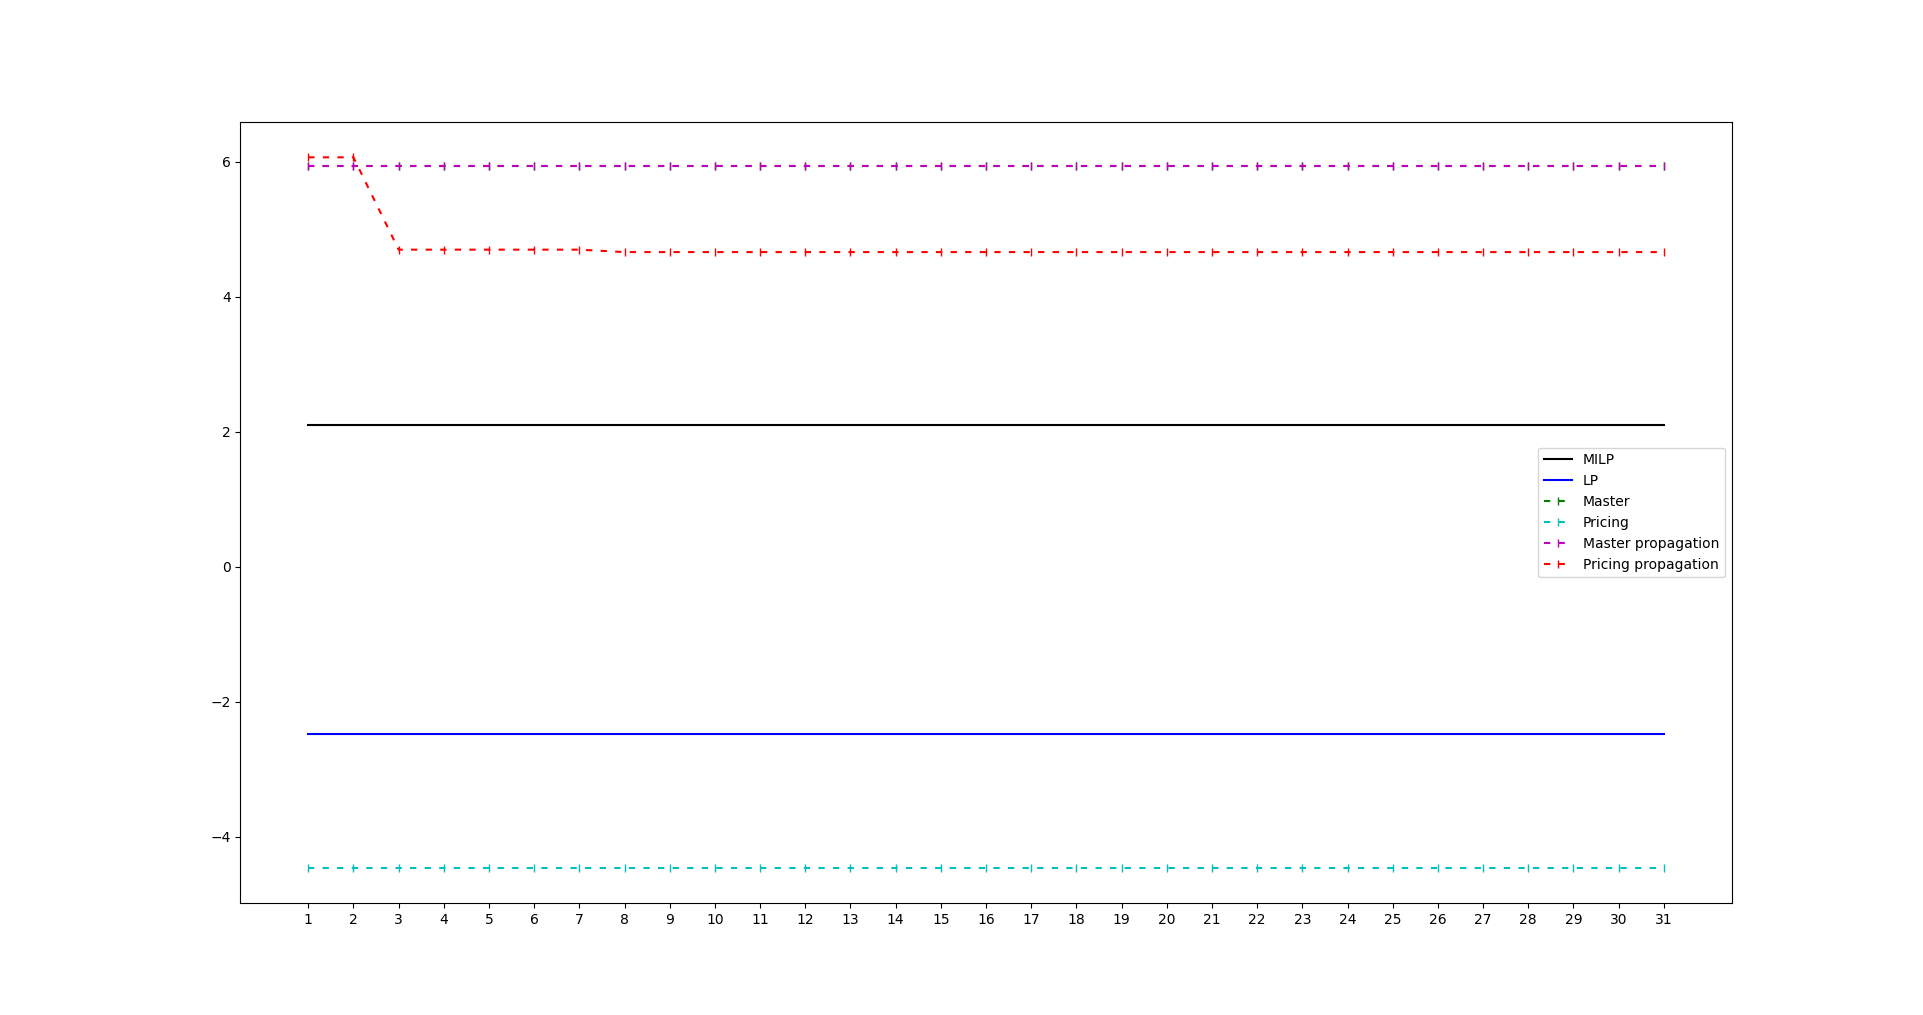 6
4
2
0
−2
−4
MILP
LP
Master
Pricing
Master propagation
Pricing propagation
1 2 3 4 5 6 7 8 9 10 11 12 13 14 15 16 17 18 19 20 21 22 23 24 25 26 27 28 29 30 31